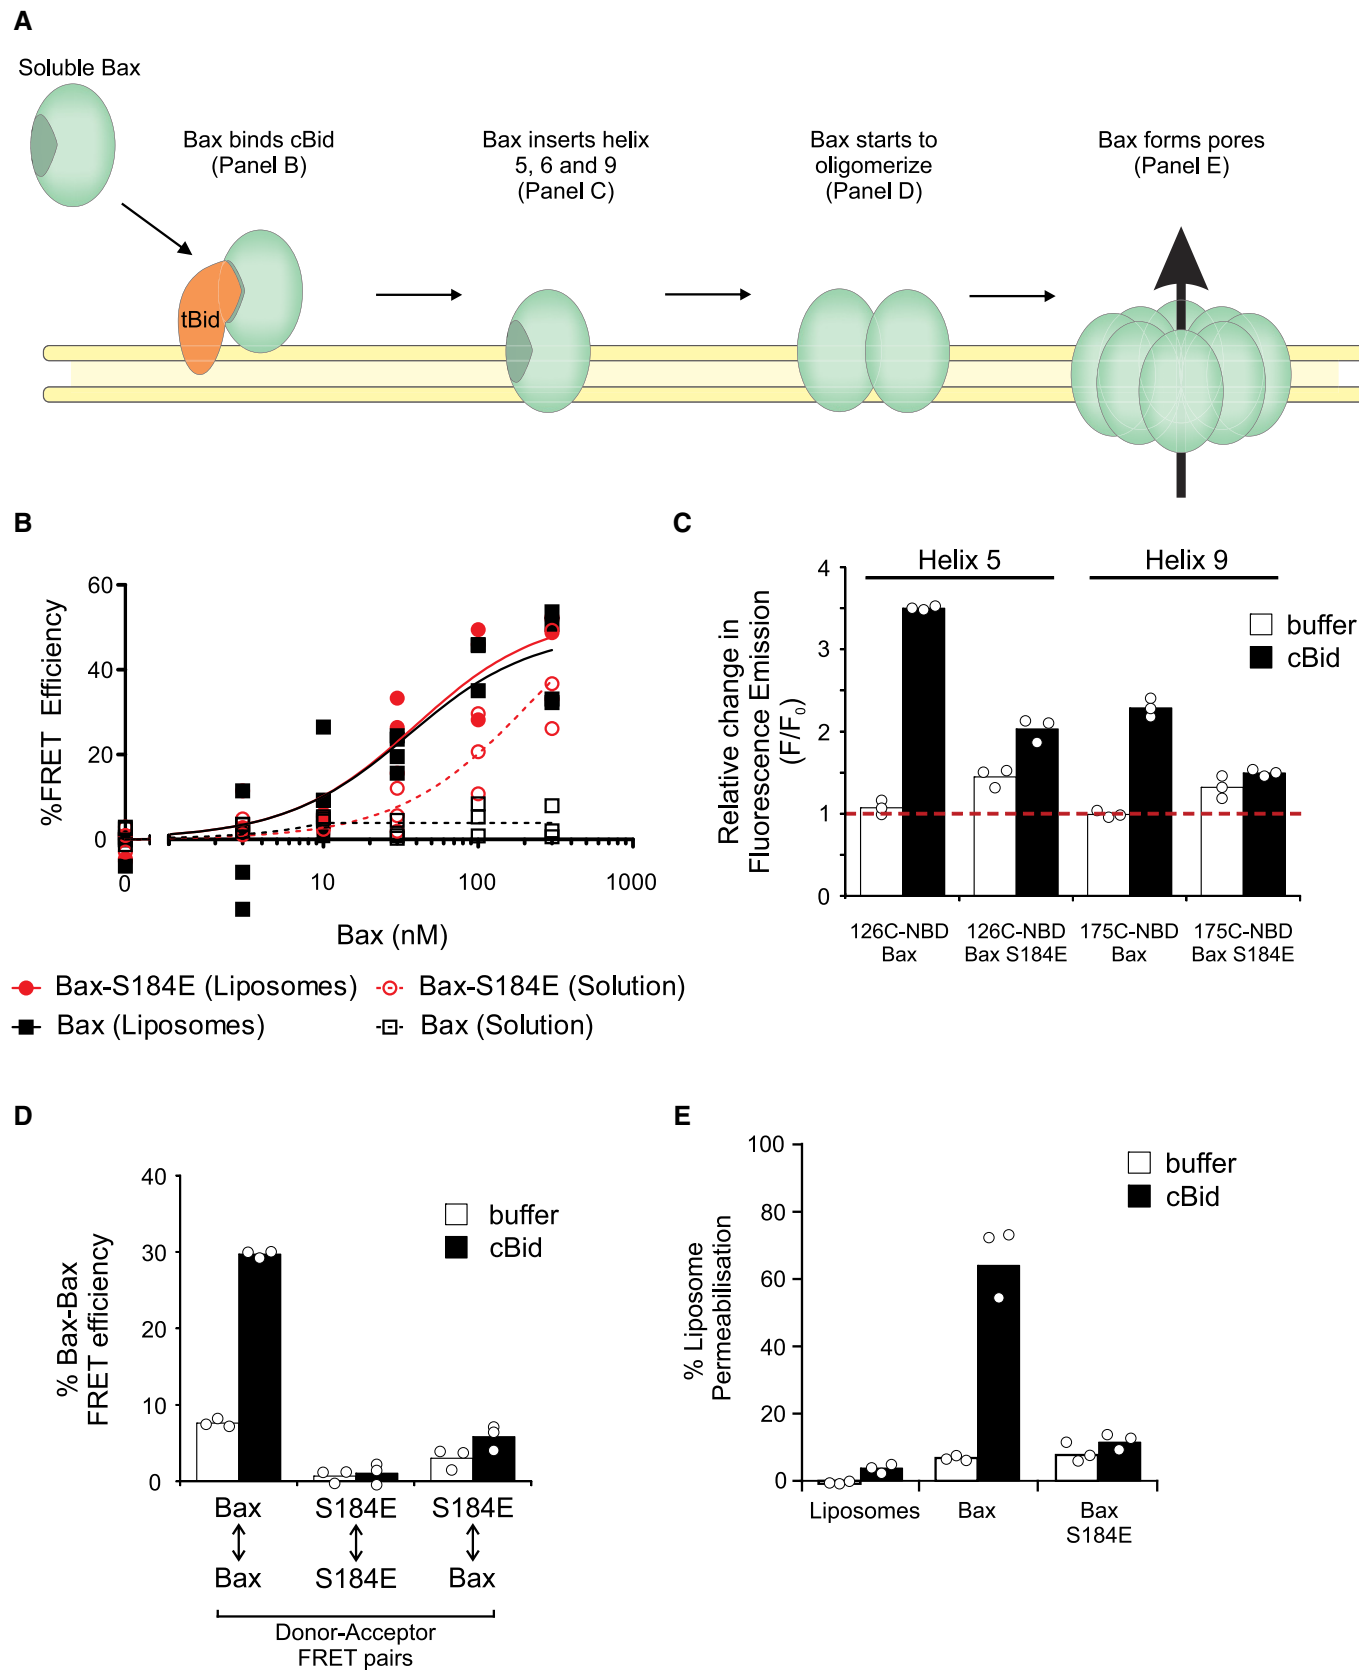 A
Soluble Bax
Bax binds cBid
(Panel B)
Bax inserts helix
5, 6 and 9
(Panel C)
Bax starts to
oligomerize
(Panel D)
Bax forms pores
(Panel E)
tBid
B
%FRET Efficiency
60
40
20
0
0
10
100
1000
Bax (nM)
Bax-S184E (Liposomes)
Bax-S184E (Solution)
Bax (Liposomes)
Bax (Solution)
C
Helix 5
Helix 9
Relative change in
Fluorescence Emission
(F/F₀)
4
3
2
1
0
buffer
cBid
126C-NBD
Bax
126C-NBD
Bax S184E
175C-NBD
Bax
175C-NBD
Bax S184E
D
% Bax-Bax
FRET efficiency
40
30
20
10
0
buffer
cBid
Bax
S184E
S184E
Bax
S184E
Bax
Donor-Acceptor
FRET pairs
E
% Liposome
Permeabilisation
100
80
60
40
20
0
buffer
cBid
Liposomes
Bax
Bax
S184E